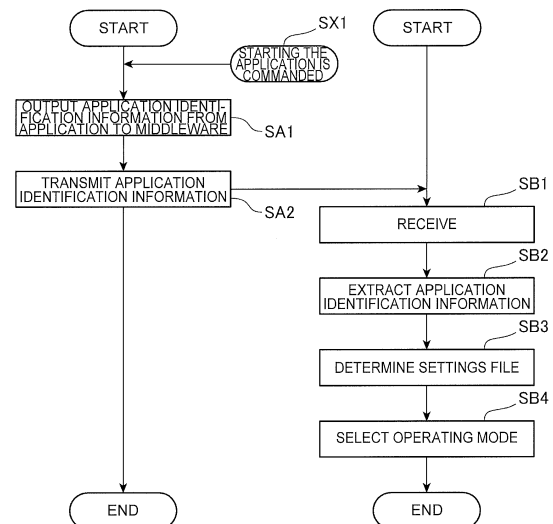 START
SX1
STARTING THE
APPLICATION IS
COMMANDED
OUTPUT APPLICATION IDENTI-
FICATION INFORMATION FROM
APPLICATION TO MIDDLEWARE
SA1
TRANSMIT APPLICATION
IDENTIFICATION INFORMATION
SA2
END
START
SB1
RECEIVE
SB2
EXTRACT APPLICATION
IDENTIFICATION INFORMATION
SB3
DETERMINE SETTINGS FILE
SB4
SELECT OPERATING MODE
END